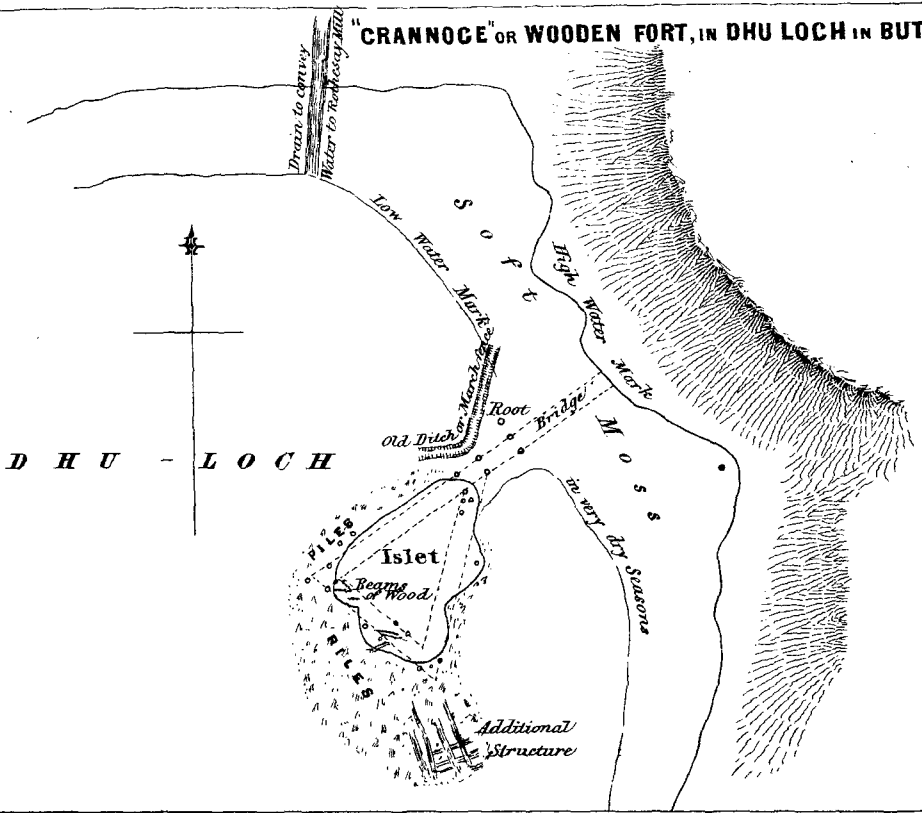 "CRANNOGE" OR WOODEN FORT, IN DHU LOCH IN BUT
Drain to convey
Water to Rothesay Mill
Low Water Mark
Soft
High Water Mark
Old Ditch or March
Root
Bridge
Moss
DHU-LOCH
in very dry Seasons
PILES
Islet
Beams
of Wood
PILES
Additional
Structure